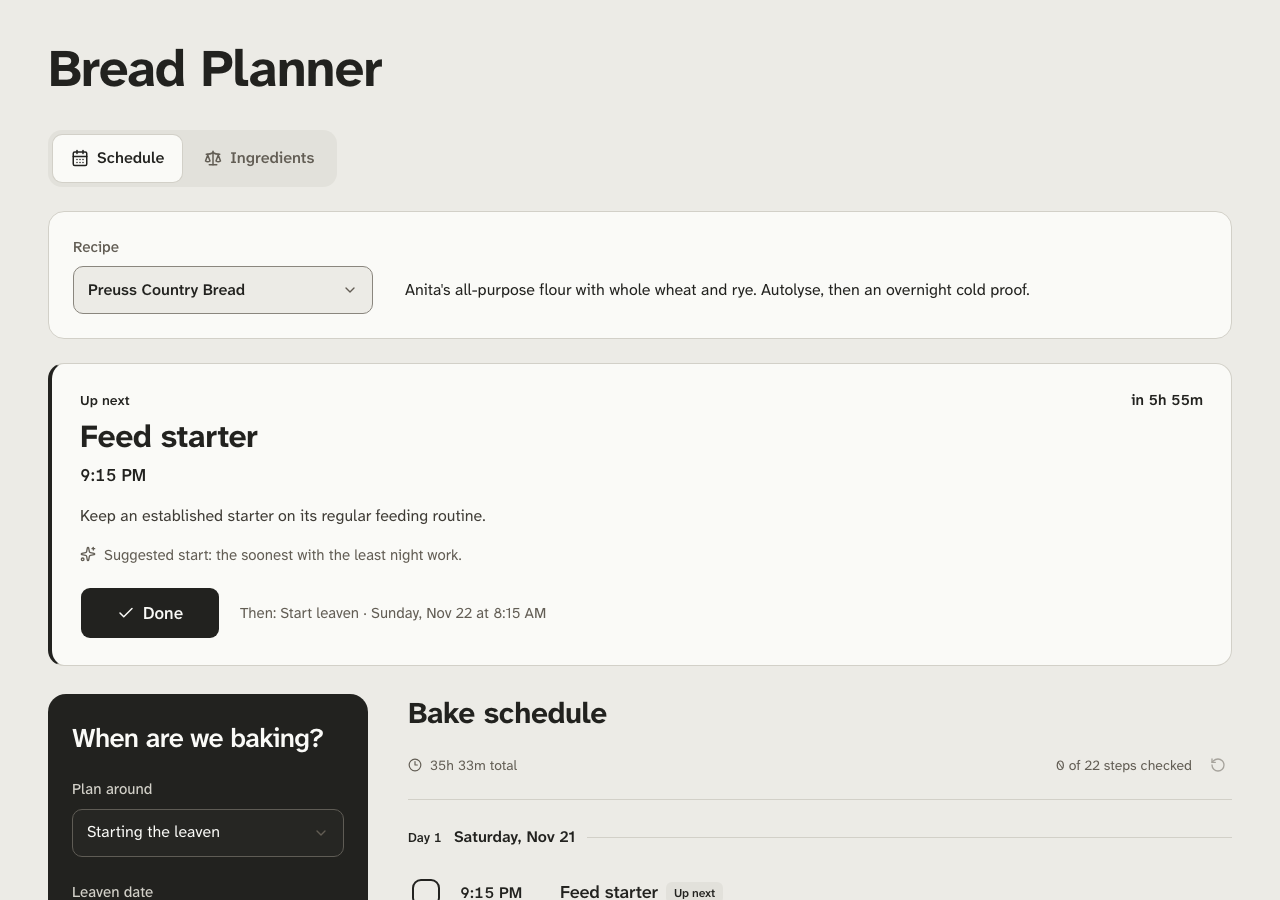 Bread Planner
Schedule
Ingredients
Recipe
Preuss Country Bread
Anita's all-purpose flour with whole wheat and rye. Autolyse, then an overnight cold proof.
Up next
in 5h 55m
Feed starter
9:15 PM
Keep an established starter on its regular feeding routine.
Suggested start: the soonest with the least night work.
Done
Then: Start leaven · Sunday, Nov 22 at 8:15 AM
When are we baking?
Plan around
Starting the leaven
Leaven date
Bake schedule
35h 33m total
0 of 22 steps checked
Day 1 Saturday, Nov 21
9:15 PM Feed starter Up next